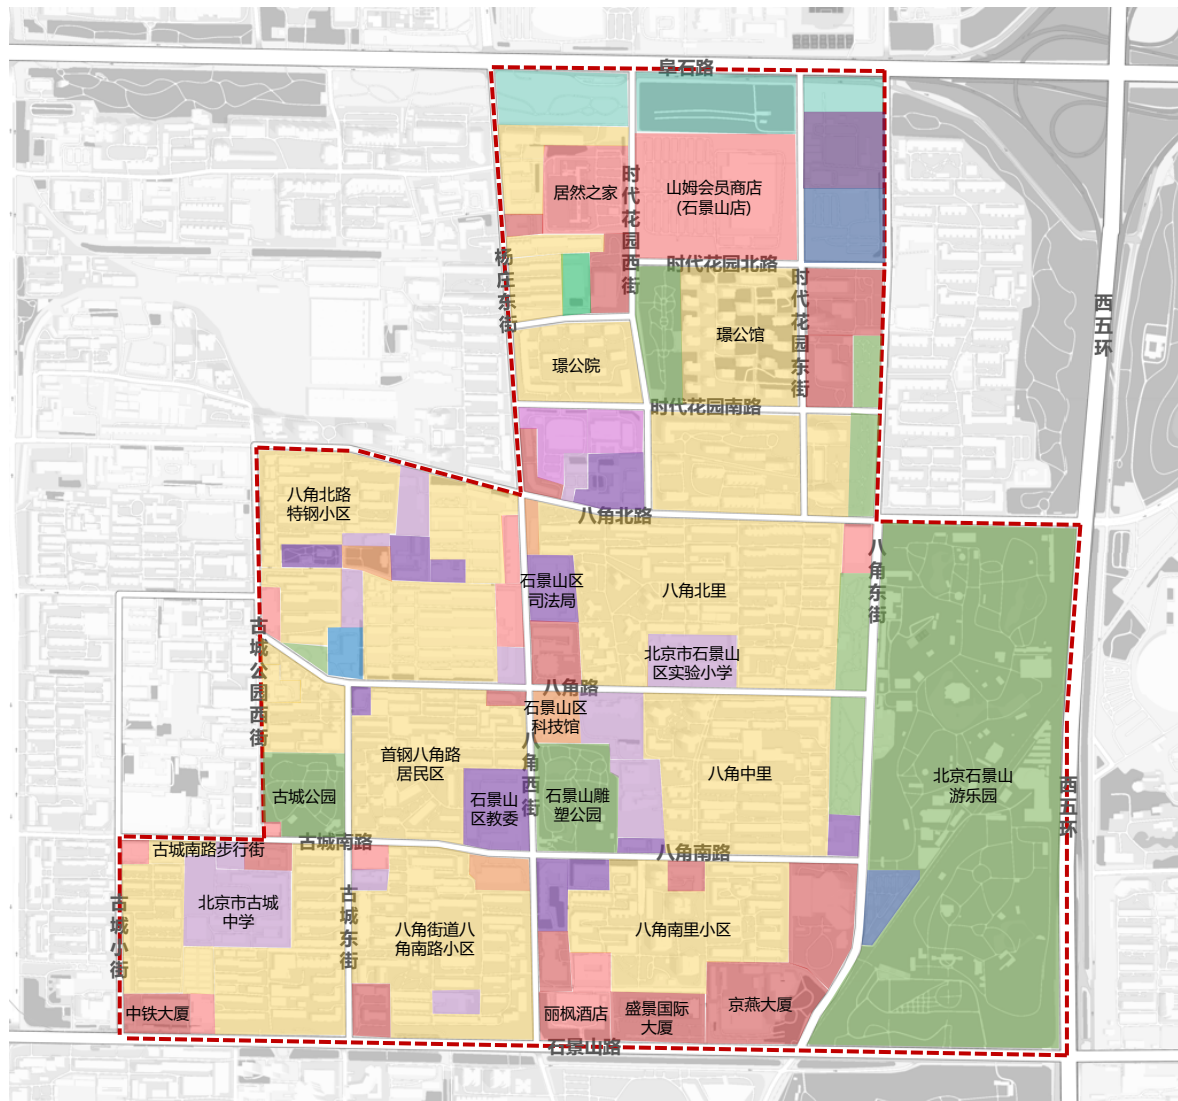 阜石路
居然之家
山姆会员商店
(石景山店)
时代花园西街
杨庄东街
时代花园北路
时代花园东街
西五环
璟公馆
璟公院
时代花园南路
八角北路
特钢小区
八角北路
石景山区
司法局
八角北里
八角东街
北京市石景山
区实验小学
古城公园西街
八角路
石景山区
科技馆
八角西街
首钢八角路
居民区
八角中里
北京石景山
游乐园
西五环
古城公园
石景山
区教委
石景山雕
塑公园
古城南路
古城南路步行街
八角南路
北京市古城
中学
古城小街
古城东街
八角街道八
角南路小区
八角南里小区
中铁大厦
丽枫酒店
盛景国际
大厦
京燕大厦
石景山路